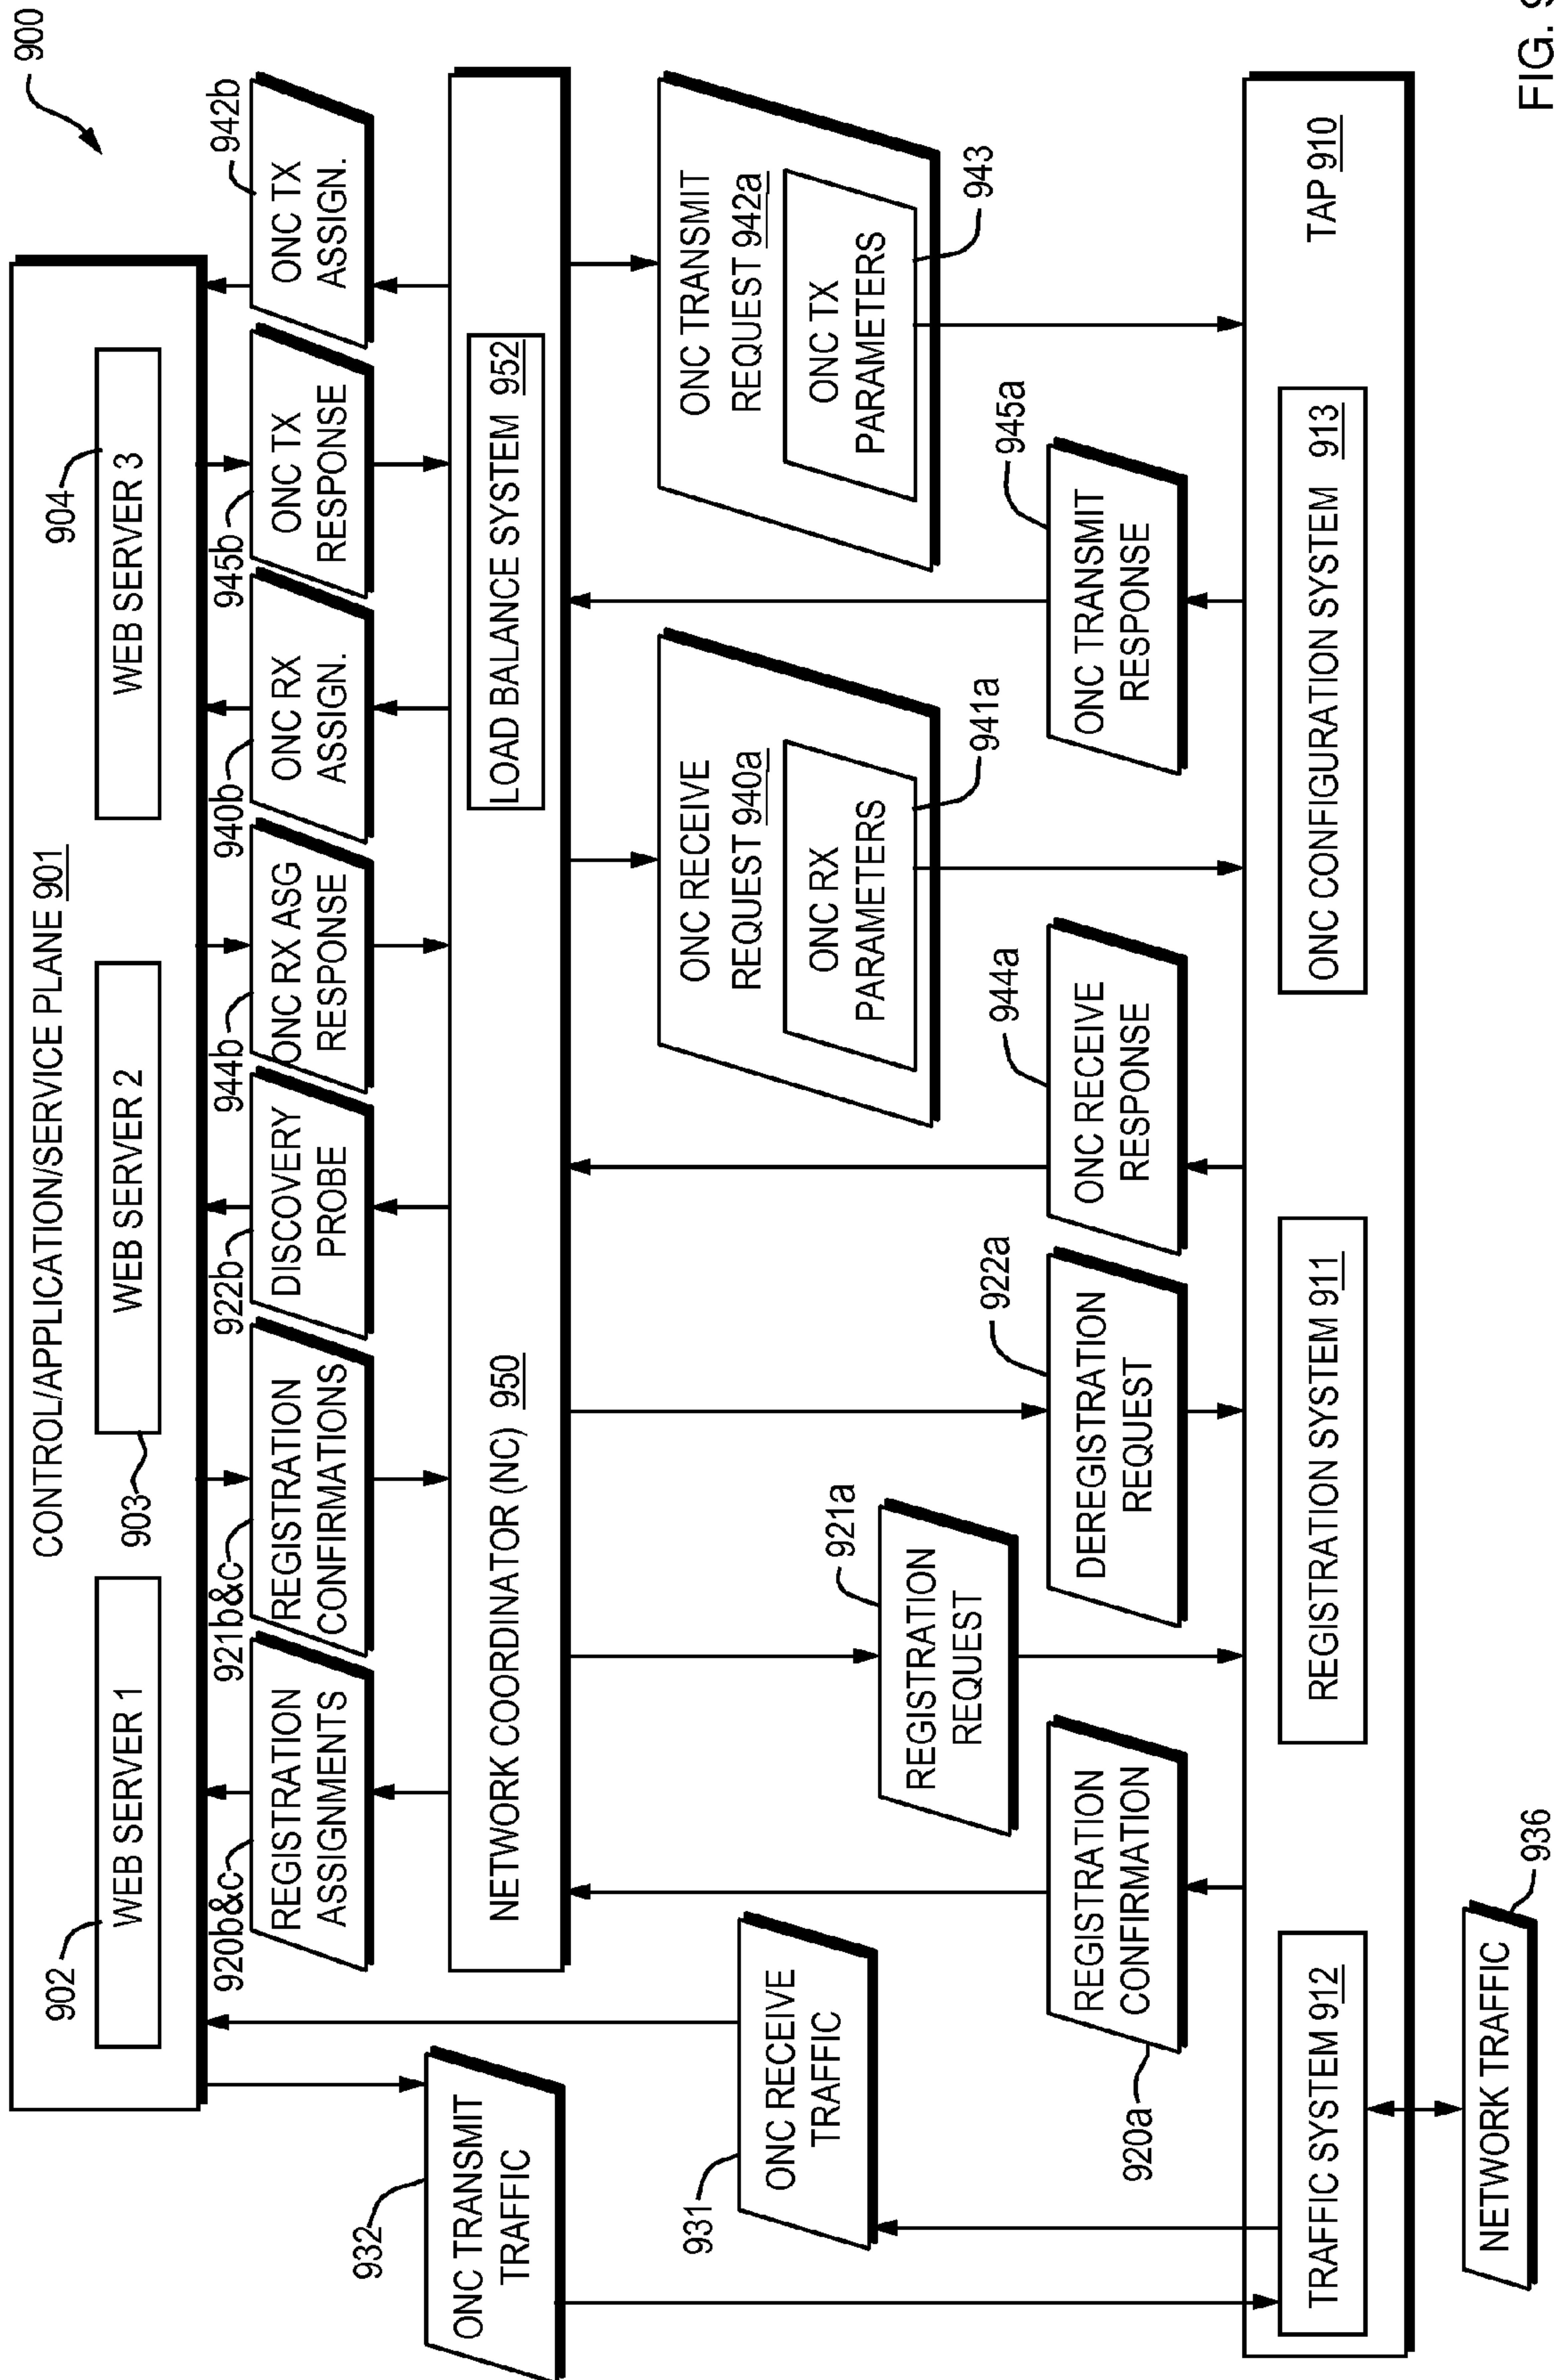 900
CONTROL/APPLICATION/SERVICE PLANE 901
902
WEB SERVER 1
903
WEB SERVER 2
904
WEB SERVER 3
932
ONC TRANSMIT
TRAFFIC
920b&c
REGISTRATION
ASSIGNMENTS
921b&c
REGISTRATION
CONFIRMATIONS
922b
DISCOVERY
PROBE
944b
ONC RX ASG
RESPONSE
940b
ONC RX
ASSIGN.
945b
ONC TX
RESPONSE
942b
ONC TX
ASSIGN.
NETWORK COORDINATOR (NC) 950
LOAD BALANCE SYSTEM 952
931
ONC RECEIVE
TRAFFIC
921a
REGISTRATION
REQUEST
ONC RECEIVE
REQUEST 940a
ONC RX
PARAMETERS
941a
ONC TRANSMIT
REQUEST 942a
ONC TX
PARAMETERS
943
920a
REGISTRATION
CONFIRMATION
922a
DEREGISTRATION
REQUEST
944a
ONC RECEIVE
RESPONSE
945a
ONC TRANSMIT
RESPONSE
TRAFFIC SYSTEM 912
REGISTRATION SYSTEM 911
ONC CONFIGURATION SYSTEM 913
TAP 910
NETWORK TRAFFIC
936
FIG. 9